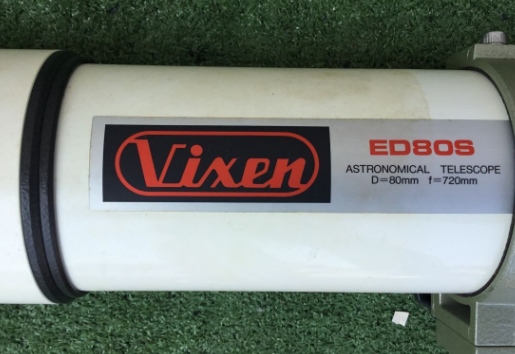 Vixen
ED80S
ASTRONOMICAL TELESCOPE
D=80mm f=720mm